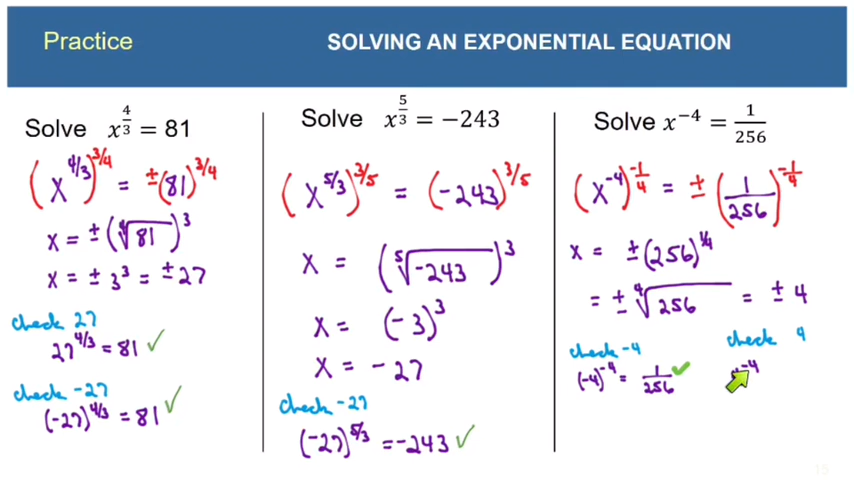 Practice
SOLVING AN EXPONENTIAL EQUATION
Solve x^(4/3) = 81
(x^(4/3))^(3/4) = ±(81)^(3/4)
x = ±(∜81)^3
x = ±3^3 = ±27
check 27
27^(4/3) = 81 ✓
check -27
(-27)^(4/3) = 81 ✓
Solve x^(5/3) = −243
(x^(5/3))^(3/5) = (-243)^(3/5)
x = (⁵√-243)^3
x = (-3)^3
x = -27
check -27
(-27)^(5/3) = -243 ✓
Solve x^(−4) = 1/256
(x^(-4))^(-1/4) = ±(1/256)^(-1/4)
x = ±(256)^(1/4)
= ±∜256 = ±4
check -4
(-4)^(-4) = 1/256 ✓
check 4
15